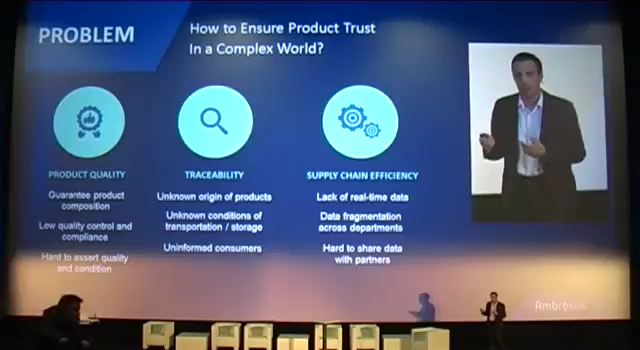 PROBLEM
How to Ensure Product Trust
In a Complex World?
PRODUCT QUALITY
Guarantee product
composition
Low quality control and
compliance
Hard to assert quality
and condition
TRACEABILITY
Unknown origin of products
Unknown conditions of
transportation / storage
Uninformed consumers
SUPPLY CHAIN EFFICIENCY
Lack of real-time data
Data fragmentation
across departments
Hard to share data
with partners
Ambrosus